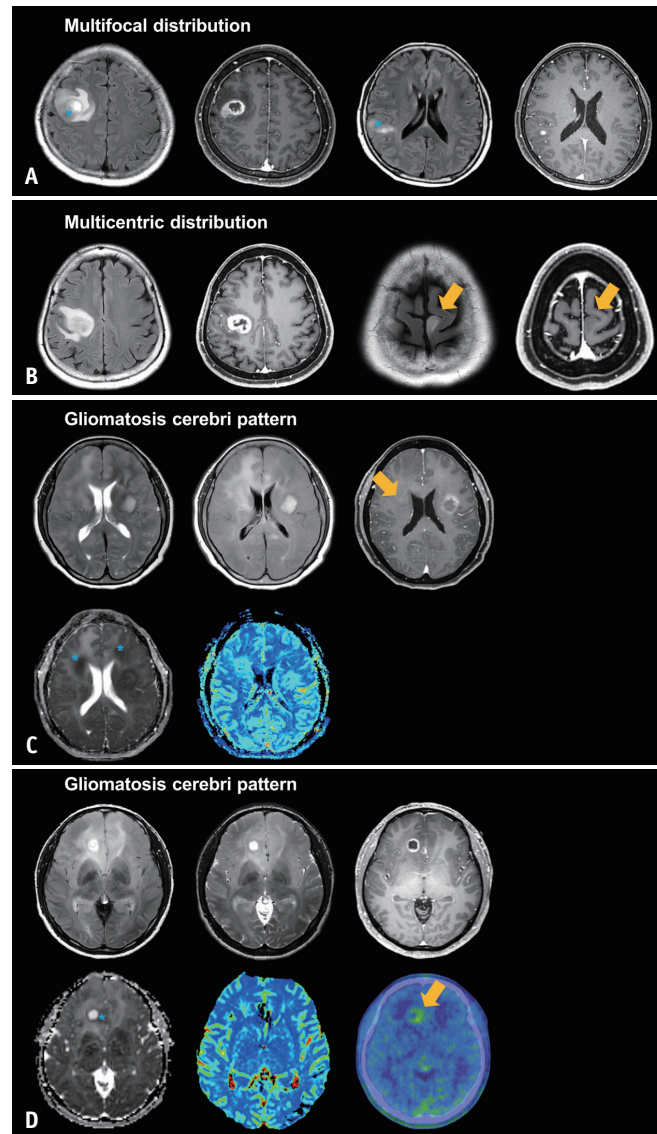 Multifocal distribution
A
Multicentric distribution
B
Gliomatosis cerebri pattern
C
Gliomatosis cerebri pattern
D